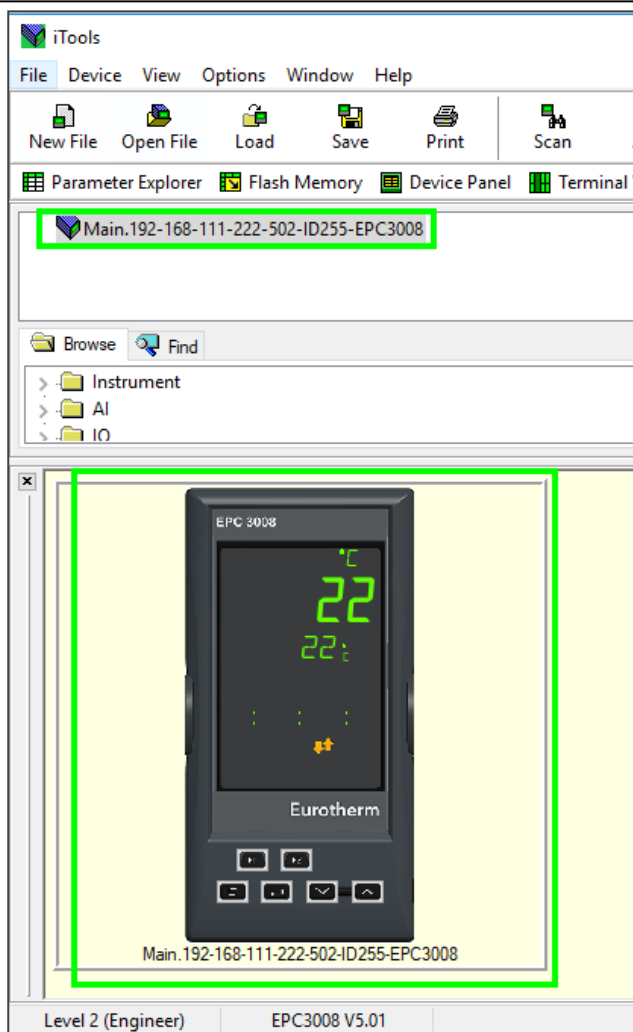 iTools
File Device View Options Window Help
New File Open File Load Save Print Scan
Parameter Explorer Flash Memory Device Panel Terminal
Main.192-168-111-222-502-ID255-EPC3008
Browse Find
Instrument
AI
IO
EPC 3008
°C
22
22°C
: : :
Eurotherm
Main.192-168-111-222-502-ID255-EPC3008
Level 2 (Engineer) EPC3008 V5.01